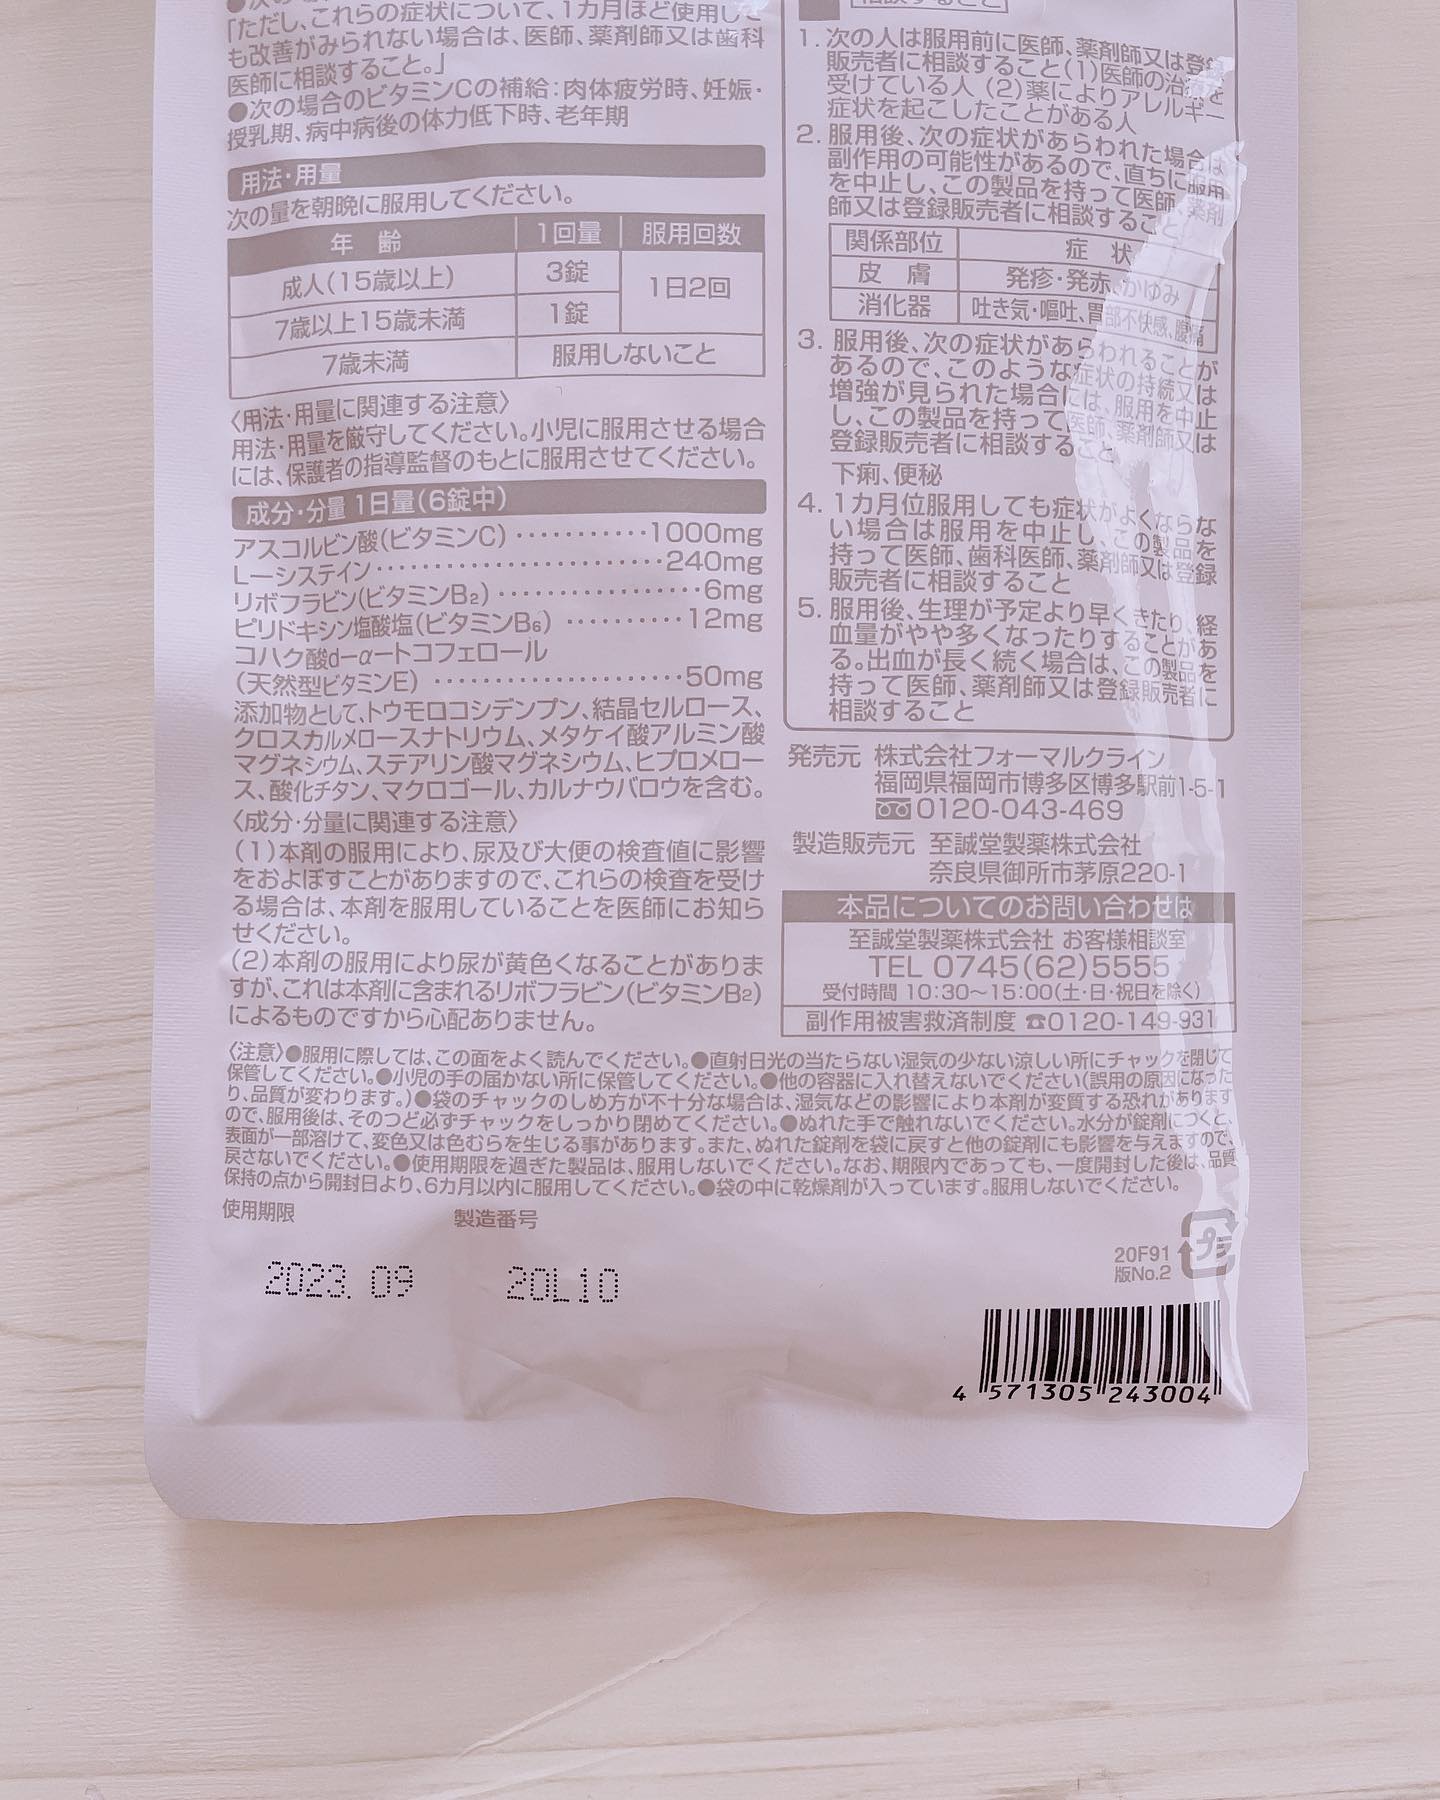 「ただし、これらの症状について、1カ月ほど使用して
も改善がみられない場合は、医師、薬剤師又は歯科
医師に相談すること。」
●次の場合のビタミンCの補給：肉体疲労時、妊娠・
授乳期、病中病後の体力低下時、老年期
用法・用量
次の量を朝晩に服用してください。
年 齢 1回量 服用回数
成人(15歳以上) 3錠 1日2回
7歳以上15歳未満 1錠
7歳未満 服用しないこと
〈用法・用量に関連する注意〉
用法・用量を厳守してください。小児に服用させる場合
には、保護者の指導監督のもとに服用させてください。
成分・分量 1日量(6錠中)
アスコルビン酸(ビタミンC) ‥‥‥‥‥‥1000mg
L－システイン‥‥‥‥‥‥‥‥‥‥‥‥240mg
リボフラビン(ビタミンB₂) ‥‥‥‥‥‥‥‥6mg
ピリドキシン塩酸塩(ビタミンB₆) ‥‥‥‥12mg
コハク酸d－α－トコフェロール
(天然型ビタミンE) ‥‥‥‥‥‥‥‥‥‥50mg
添加物として、トウモロコシデンプン、結晶セルロース、
クロスカルメロースナトリウム、メタケイ酸アルミン酸
マグネシウム、ステアリン酸マグネシウム、ヒプロメロー
ス、酸化チタン、マクロゴール、カルナウバロウを含む。
〈成分・分量に関連する注意〉
(1)本剤の服用により、尿及び大便の検査値に影響
をおよぼすことがありますので、これらの検査を受け
る場合は、本剤を服用していることを医師にお知ら
せください。
(2)本剤の服用により尿が黄色くなることがありま
すが、これは本剤に含まれるリボフラビン(ビタミンB₂)
によるものですから心配ありません。
相談すること
1. 次の人は服用前に医師、薬剤師又は登録
販売者に相談すること(1)医師の治療を
受けている人 (2)薬によりアレルギー
症状を起こしたことがある人
2. 服用後、次の症状があらわれた場合は
副作用の可能性があるので、直ちに服用
を中止し、この製品を持って医師、薬剤
師又は登録販売者に相談すること
関係部位 症 状
皮 膚 発疹・発赤、かゆみ
消化器 吐き気・嘔吐、胃部不快感、腹痛
3. 服用後、次の症状があらわれることが
あるので、このような症状の持続又は
増強が見られた場合には、服用を中止
し、この製品を持って医師、薬剤師又は
登録販売者に相談すること
下痢、便秘
4. 1カ月位服用しても症状がよくならな
い場合は服用を中止し、この製品を
持って医師、歯科医師、薬剤師又は登録
販売者に相談すること
5. 服用後、生理が予定より早くきたり、経
血量がやや多くなったりすることがあ
る。出血が長く続く場合は、この製品を
持って医師、薬剤師又は登録販売者に
相談すること
発売元 株式会社フォーマルクライン
福岡県福岡市博多区博多駅前1-5-1
0120-043-469
製造販売元 至誠堂製薬株式会社
奈良県御所市茅原220-1
本品についてのお問い合わせは
至誠堂製薬株式会社 お客様相談室
TEL 0745(62)5555
受付時間 10:30～15:00(土・日・祝日を除く)
副作用被害救済制度 ☎0120-149-931
〈注意〉●服用に際しては、この面をよく読んでください。●直射日光の当たらない湿気の少ない涼しい所にチャックを閉じて
保管してください。●小児の手の届かない所に保管してください。●他の容器に入れ替えないでください(誤用の原因になった
り、品質が変わります。)●袋のチャックのしめ方が不十分な場合は、湿気などの影響により本剤が変質する恐れがあります
ので、服用後は、そのつど必ずチャックをしっかり閉めてください。●ぬれた手で触れないでください。水分が錠剤につくと、
表面が一部溶けて、変色又は色むらを生じる事があります。また、ぬれた錠剤を袋に戻すと他の錠剤にも影響を与えますので、
戻さないでください。●使用期限を過ぎた製品は、服用しないでください。なお、期限内であっても、一度開封した後は、品質
保持の点から開封日より、6カ月以内に服用してください。●袋の中に乾燥剤が入っています。服用しないでください。
使用期限 製造番号
2023.09 20L10
20F91
版No.2
プラ
4 571305 243004